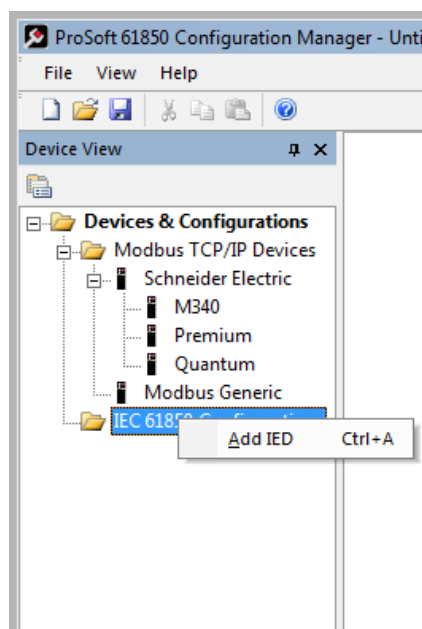 ProSoft 61850 Configuration Manager - Unti
File View Help
Device View
Devices & Configurations
Modbus TCP/IP Devices
Schneider Electric
M340
Premium
Quantum
Modbus Generic
IEC 6185
Add IED Ctrl+A